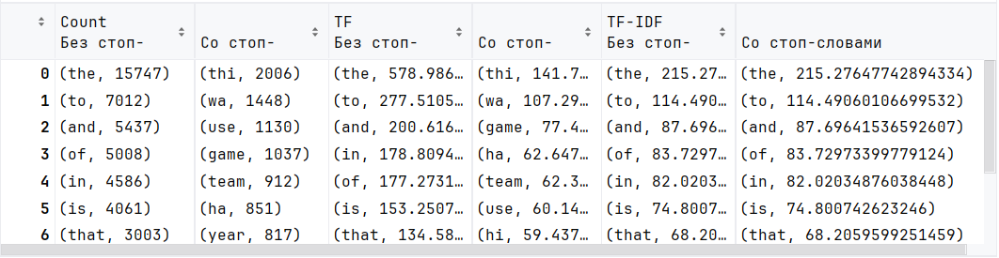 Count TF TF-IDF
Без стоп- Со стоп- Без стоп- Со стоп- Без стоп- Со стоп-словами
0 (the, 15747) (thi, 2006) (the, 578.986… (thi, 141.7… (the, 215.27… (the, 215.27647742894334)
1 (to, 7012) (wa, 1448) (to, 277.5105… (wa, 107.29… (to, 114.490… (to, 114.49060106699532)
2 (and, 5437) (use, 1130) (and, 200.616… (game, 77.4… (and, 87.696… (and, 87.69641536592607)
3 (of, 5008) (game, 1037) (in, 178.8094… (ha, 62.647… (of, 83.7297… (of, 83.72973399779124)
4 (in, 4586) (team, 912) (of, 177.2731… (team, 62.3… (in, 82.0203… (in, 82.02034876038448)
5 (is, 4061) (ha, 851) (is, 153.2507… (use, 60.14… (is, 74.8007… (is, 74.800742623246)
6 (that, 3003) (year, 817) (that, 134.58… (hi, 59.437… (that, 68.20… (that, 68.2059599251459)